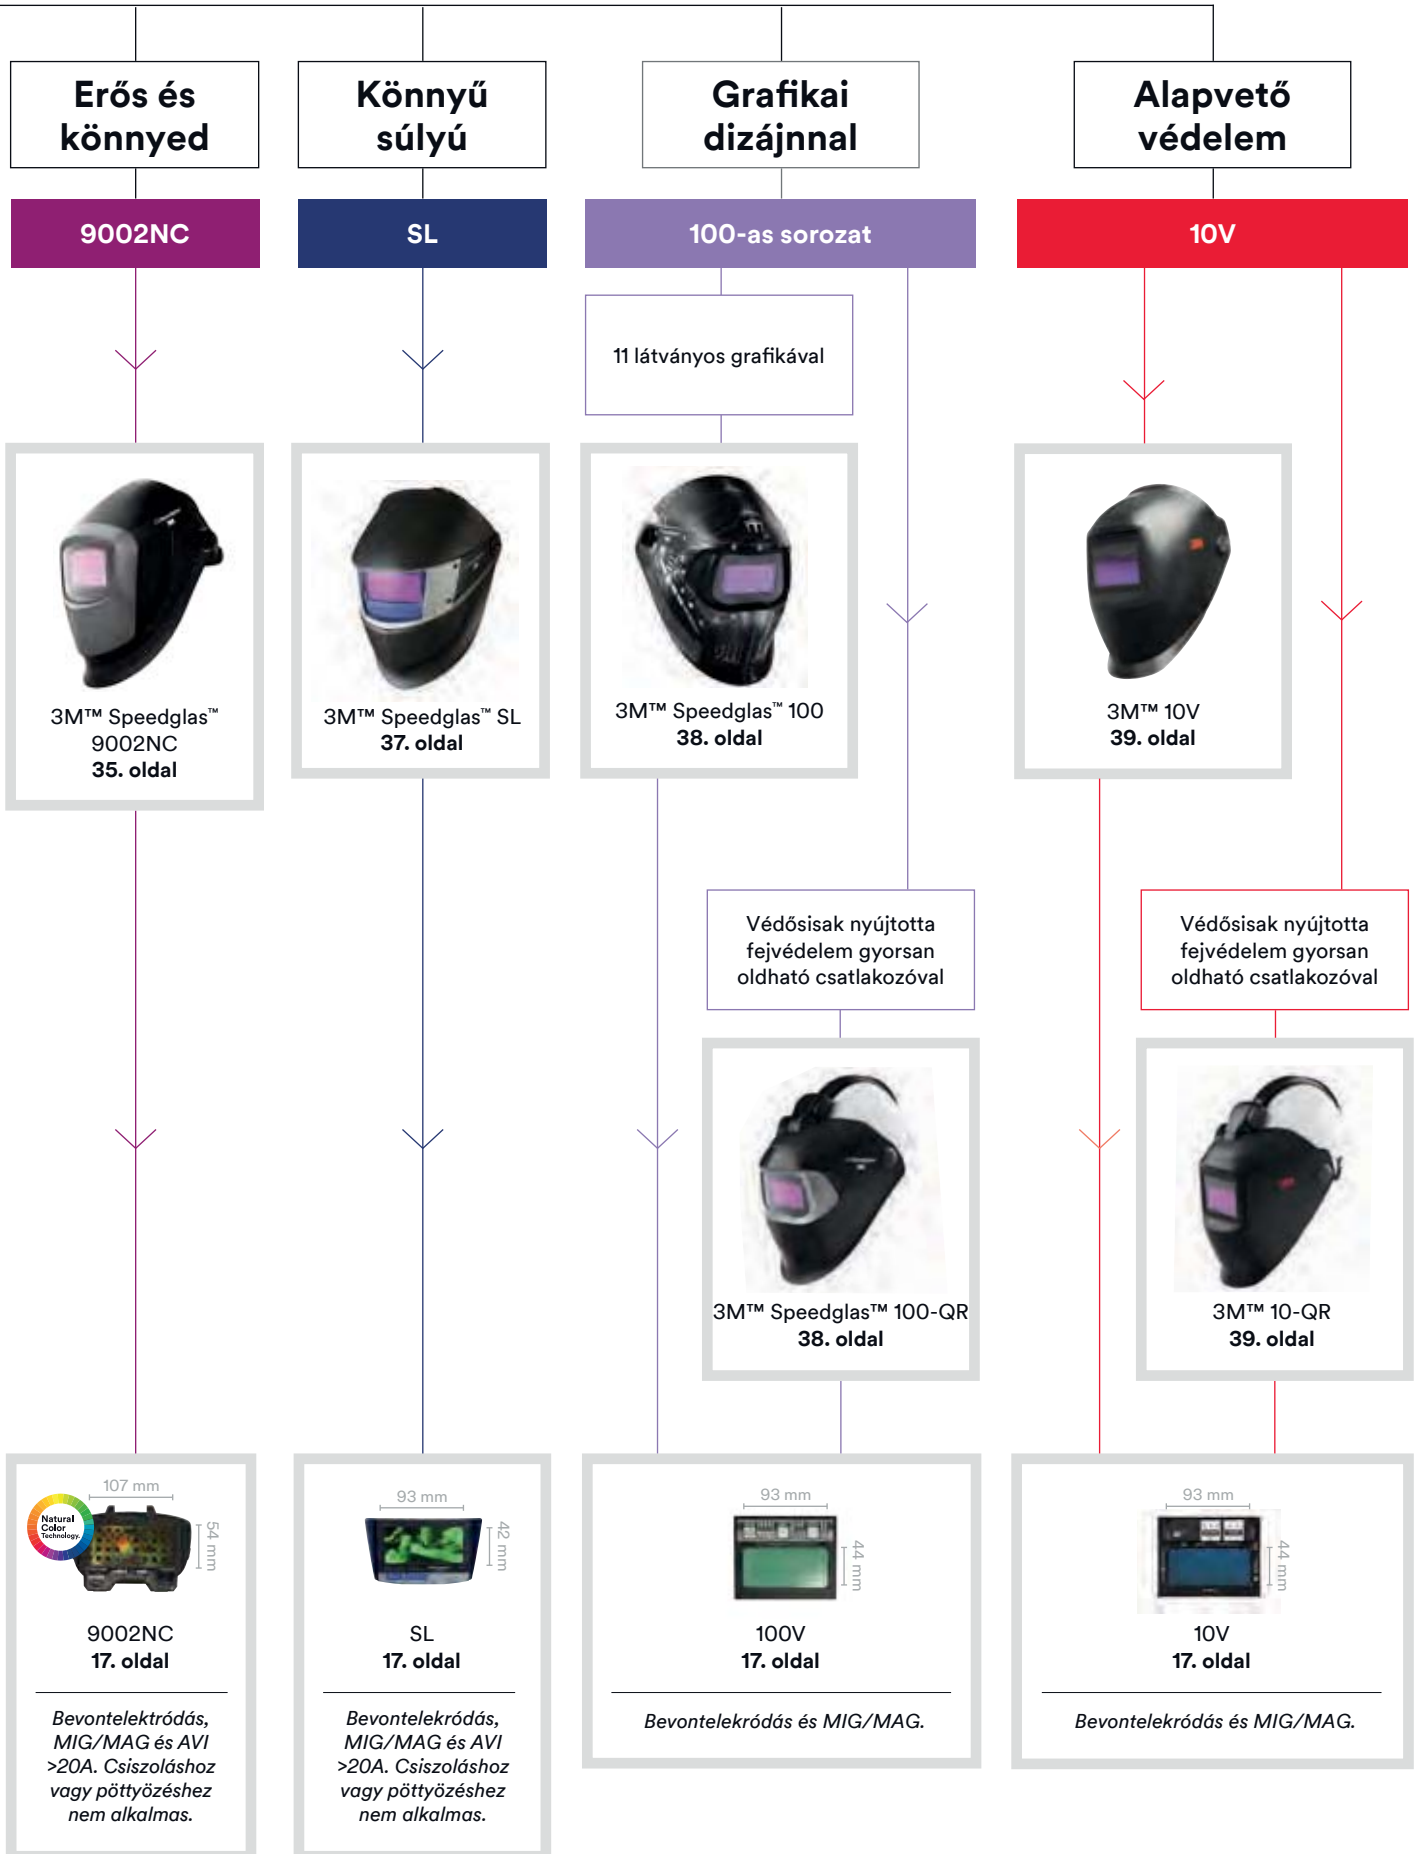 Erős és
könnyed
Könnyű
súlyú
Grafikai
dizájnnal
Alapvető
védelem
9002NC
SL
100-as sorozat
10V
11 látványos grafikával
3M™ Speedglas™
9002NC
35. oldal
3M™ Speedglas™ SL
37. oldal
3M™ Speedglas™ 100
38. oldal
3M™ 10V
39. oldal
Védősisak nyújtotta
fejvédelem gyorsan
oldható csatlakozóval
Védősisak nyújtotta
fejvédelem gyorsan
oldható csatlakozóval
3M™ Speedglas™ 100-QR
38. oldal
3M™ 10-QR
39. oldal
107 mm
54 mm
Natural
Color
Technology.
9002NC
17. oldal
Bevontelektródás,
MIG/MAG és AVI
>20A. Csiszoláshoz
vagy pöttyözéshez
nem alkalmas.
93 mm
42 mm
SL
17. oldal
Bevontelekródás,
MIG/MAG és AVI
>20A. Csiszoláshoz
vagy pöttyözéshez
nem alkalmas.
93 mm
44 mm
100V
17. oldal
Bevontelekródás és MIG/MAG.
93 mm
44 mm
10V
17. oldal
Bevontelekródás és MIG/MAG.